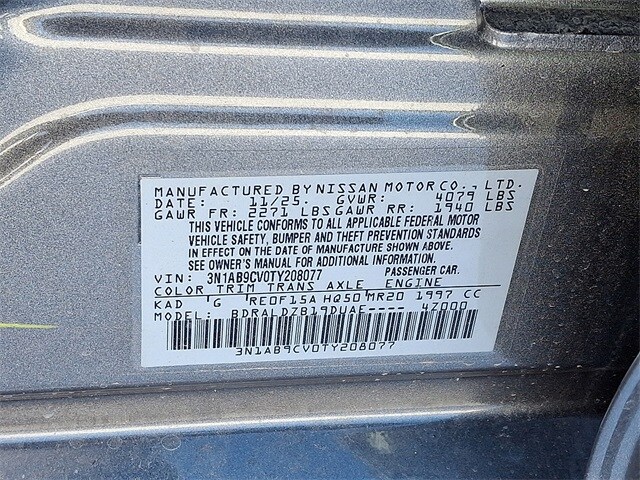 MANUFACTURED BY NISSAN MOTOR CO., LTD.
DATE: 11/25. GVWR: 4079 LBS
GAWR FR: 2271 LBS GAWR RR: 1940 LBS
THIS VEHICLE CONFORMS TO ALL APPLICABLE FEDERAL MOTOR
VEHICLE SAFETY, BUMPER AND THEFT PREVENTION STANDARDS
IN EFFECT ON THE DATE OF MANUFACTURE SHOWN ABOVE.
SEE OWNER'S MANUAL FOR ADDITIONAL INFORMATION.
VIN: 3N1AB9CV0TY208077 PASSENGER CAR.
COLOR TRIM TRANS AXLE ENGINE
KAD G RE0F15A HQ50 MR20 1997 CC
MODEL: BDRALDZB19DUAE---- 4Z000
3N1AB9CV0TY208077